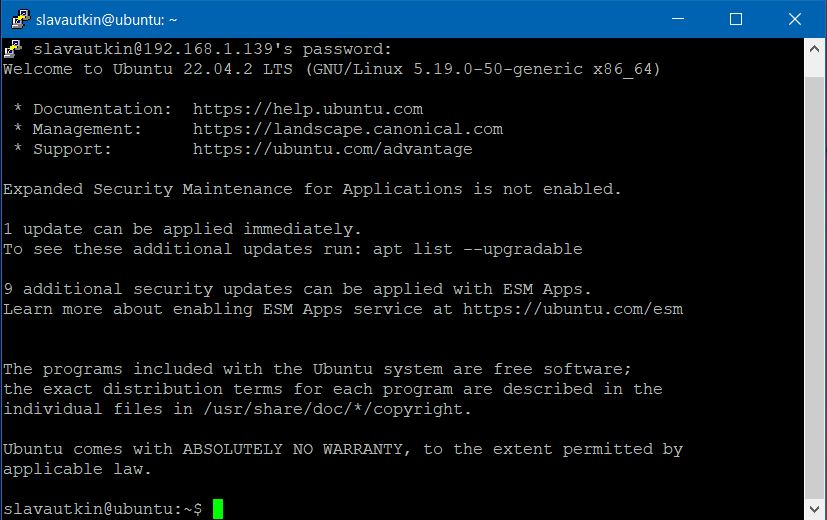 slavautkin@ubuntu: ~
slavautkin@192.168.1.139's password:
Welcome to Ubuntu 22.04.2 LTS (GNU/Linux 5.19.0-50-generic x86_64)

 * Documentation:  https://help.ubuntu.com
 * Management:     https://landscape.canonical.com
 * Support:        https://ubuntu.com/advantage

Expanded Security Maintenance for Applications is not enabled.

1 update can be applied immediately.
To see these additional updates run: apt list --upgradable

9 additional security updates can be applied with ESM Apps.
Learn more about enabling ESM Apps service at https://ubuntu.com/esm


The programs included with the Ubuntu system are free software;
the exact distribution terms for each program are described in the
individual files in /usr/share/doc/*/copyright.

Ubuntu comes with ABSOLUTELY NO WARRANTY, to the extent permitted by
applicable law.

slavautkin@ubuntu:~$